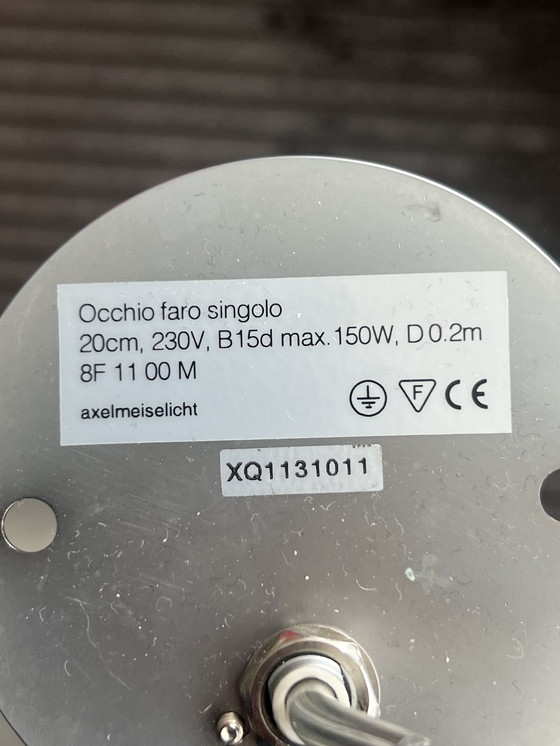 Occhio faro singolo
20cm, 230V, B15d max.150W, D 0.2m
8F 11 00 M
axelmeiselicht
F CE
XQ1131011